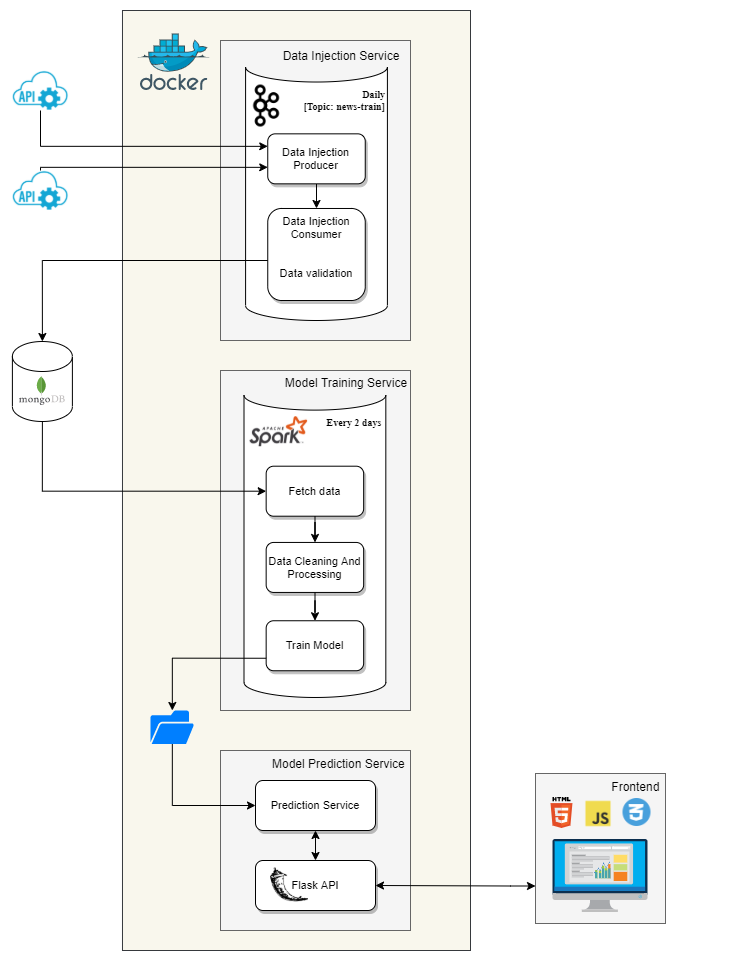 docker
Data Injection Service
Daily
[Topic: news-train]
API
Data Injection
Producer
API
Data Injection
Consumer
Data validation
mongoDB
Model Training Service
APACHE
Spark
Every 2 days
Fetch data
Data Cleaning And
Processing
Train Model
Model Prediction Service
Prediction Service
Flask API
Frontend
HTML
5
JS
3